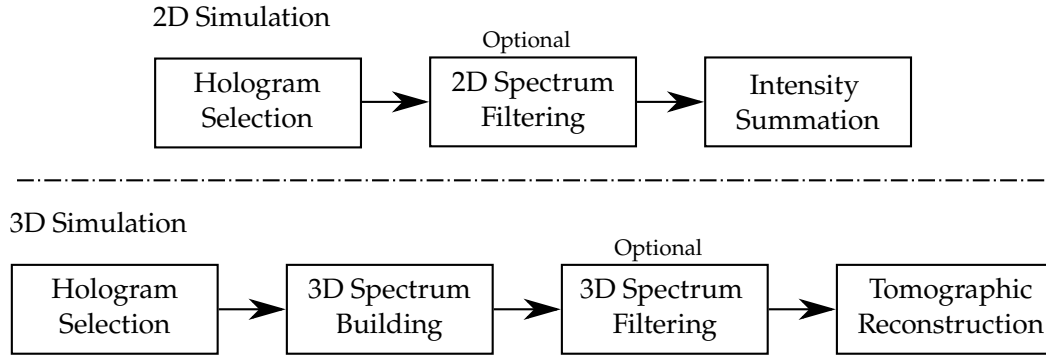 2D Simulation
Optional
Hologram
Selection
2D Spectrum
Filtering
Intensity
Summation
3D Simulation
Optional
Hologram
Selection
3D Spectrum
Building
3D Spectrum
Filtering
Tomographic
Reconstruction